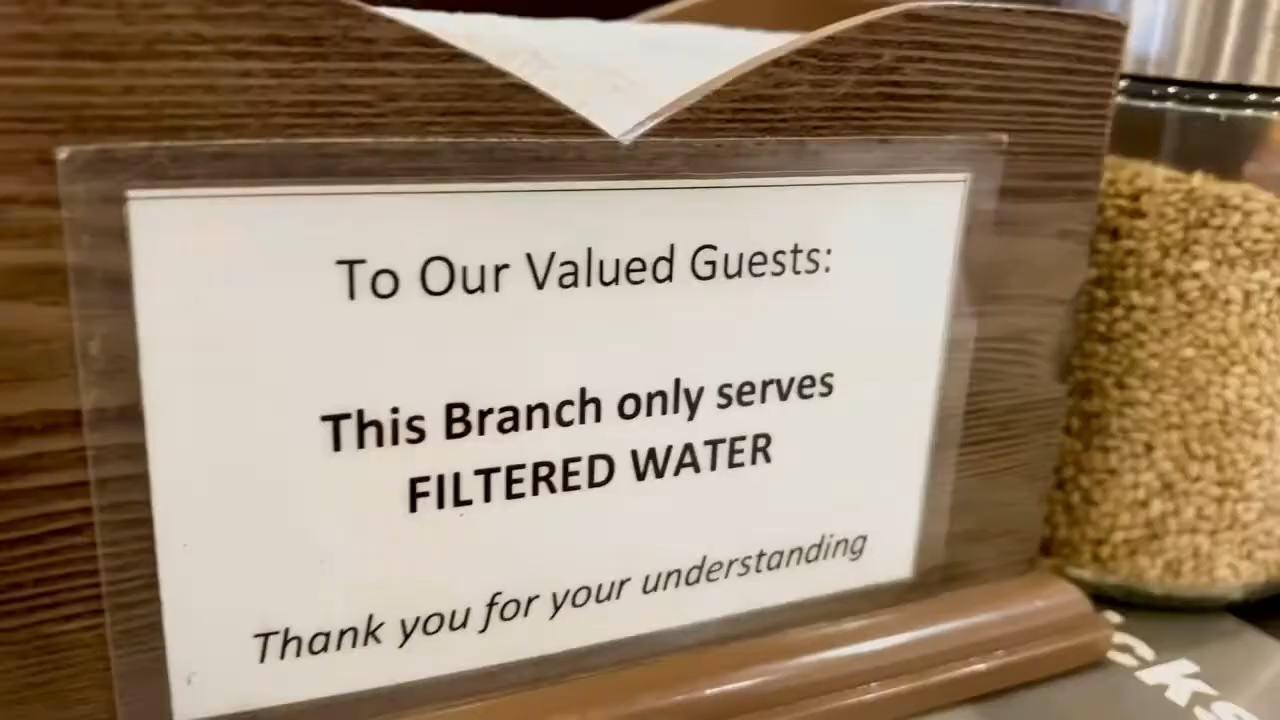 To Our Valued Guests:
This Branch only serves
FILTERED WATER
Thank you for your understanding